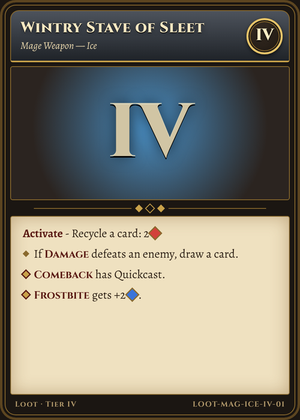 Wintry Stave of Sleet
Mage Weapon — Ice
IV
IV
Activate - Recycle a card: 2
If Damage defeats an enemy, draw a card.
Comeback has Quickcast.
Frostbite gets +2.
Loot · Tier IV
LOOT-MAG-ICE-IV-01